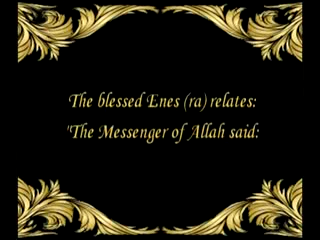 The blessed Enes (ra) relates:
"The Messenger of Allah said: